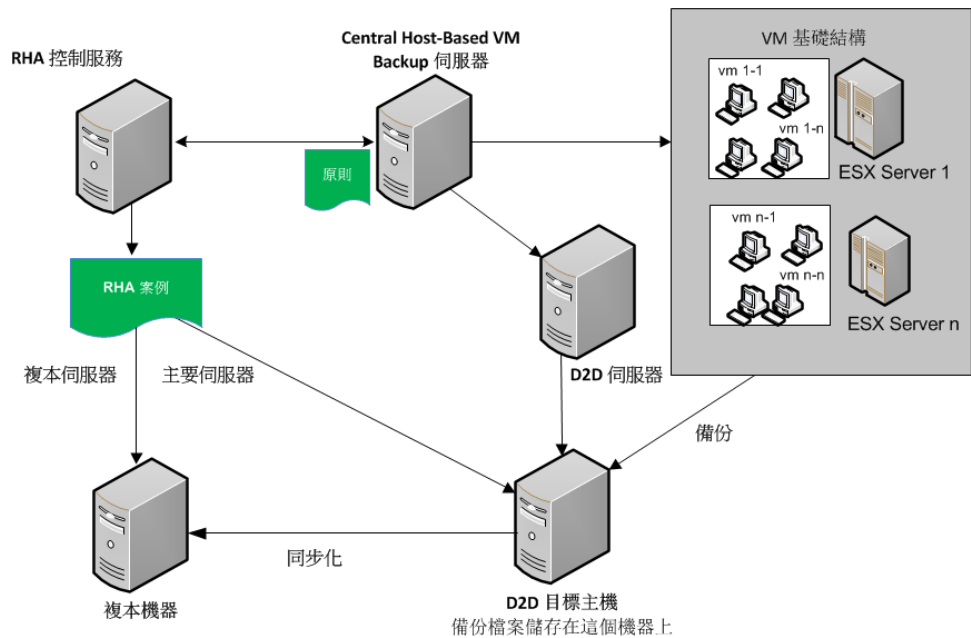 Central Host-Based VM
Backup 伺服器
RHA 控制服務
VM 基礎結構
vm 1-1
vm 1-n
ESX Server 1
原則
vm n-1
vm n-n
ESX Server n
RHA 案例
複本伺服器
主要伺服器
D2D 伺服器
備份
同步化
複本機器
D2D 目標主機
備份檔案儲存在這個機器上